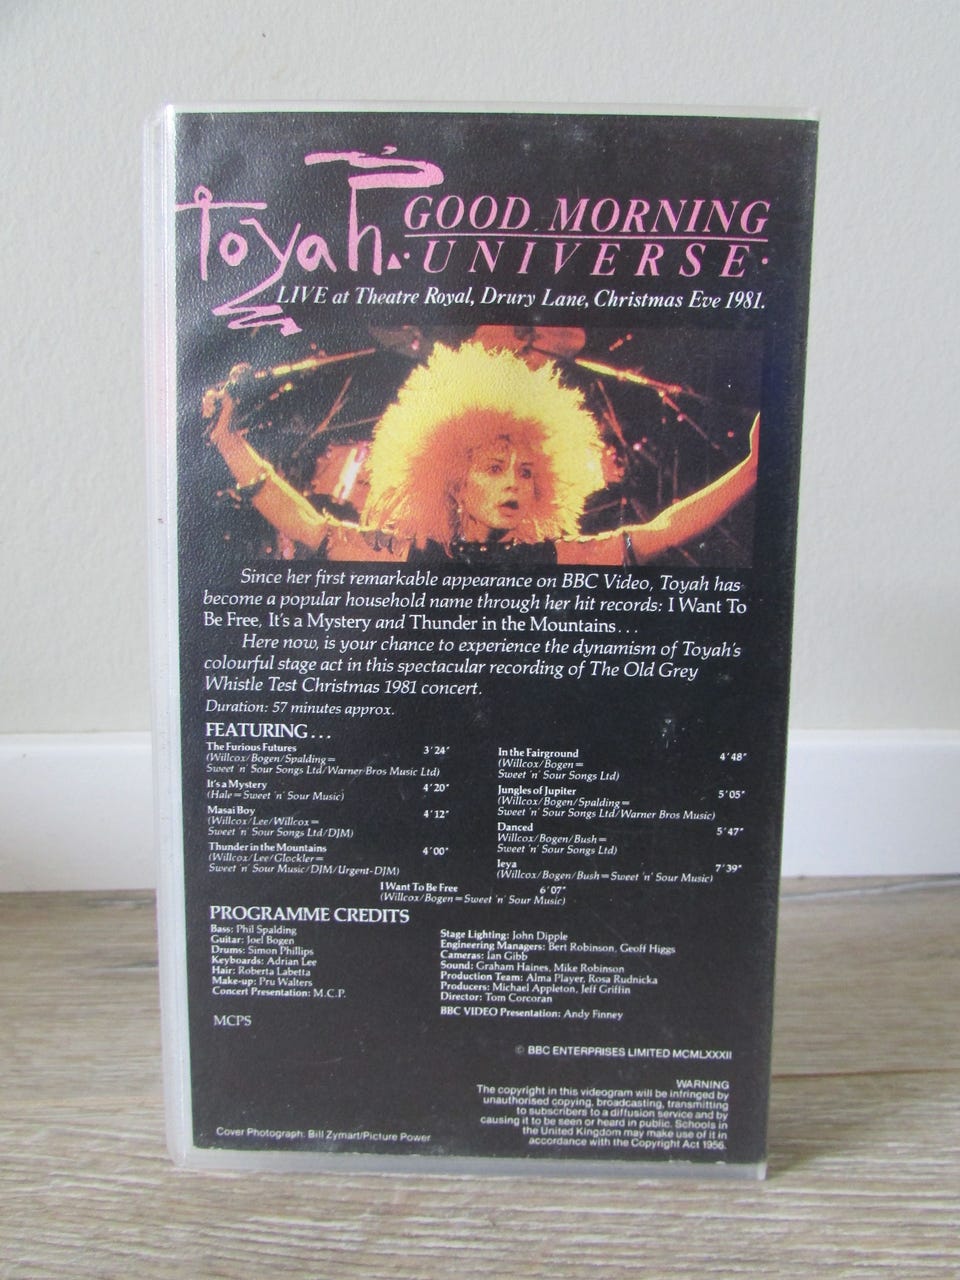 Toyah.
GOOD MORNING
·UNIVERSE·
LIVE at Theatre Royal, Drury Lane, Christmas Eve 1981.
Since her first remarkable appearance on BBC Video, Toyah has
become a popular household name through her hit records: I Want To
Be Free, It's a Mystery and Thunder in the Mountains...
Here now, is your chance to experience the dynamism of Toyah's
colourful stage act in this spectacular recording of The Old Grey
Whistle Test Christmas 1981 concert.
Duration: 57 minutes approx.
FEATURING...
The Furious Futures 3'24"
(Willcox/Bogen/Spalding=
Sweet 'n' Sour Songs Ltd/Warner Bros Music Ltd)
It's a Mystery 4'20"
(Hale=Sweet 'n' Sour Music)
Masai Boy 4'12"
(Willcox/Lee/Willcox=
Sweet 'n' Sour Songs Ltd/DJM)
Thunder in the Mountains 4'00"
(Willcox/Lee/Glockler=
Sweet 'n' Sour Music/DJM/Urgent-DJM)
In the Fairground 4'48"
(Willcox/Bogen=
Sweet 'n' Sour Songs Ltd)
Jungles of Jupiter 5'05"
(Willcox/Bogen/Spalding=
Sweet 'n' Sour Songs Ltd/Warner Bros Music)
Danced 5'47"
Willcox/Bogen/Bush=
Sweet 'n' Sour Songs Ltd)
Ieya 7'39"
(Willcox/Bogen/Bush=Sweet 'n' Sour Music)
I Want To Be Free 6'07"
(Willcox/Bogen=Sweet 'n' Sour Music)
PROGRAMME CREDITS
Bass: Phil Spalding
Guitar: Joel Bogen
Drums: Simon Phillips
Keyboards: Adrian Lee
Hair: Roberta Labetta
Make-up: Pru Walters
Concert Presentation: M.C.P.
Stage Lighting: John Dipple
Engineering Managers: Bert Robinson, Geoff Higgs
Cameras: Ian Gibb
Sound: Graham Haines, Mike Robinson
Production Team: Alma Player, Rosa Rudnicka
Producers: Michael Appleton, Jeff Griffin
Director: Tom Corcoran
BBC VIDEO Presentation: Andy Finney
MCPS
© BBC ENTERPRISES LIMITED MCMLXXXII
WARNING
The copyright in this videogram will be infringed by
unauthorised copying, broadcasting, transmitting
to subscribers to a diffusion service and by
causing it to be seen or heard in public. Schools in
the United Kingdom may make use of it in
accordance with the Copyright Act 1956.
Cover Photograph: Bill Zymart/Picture Power